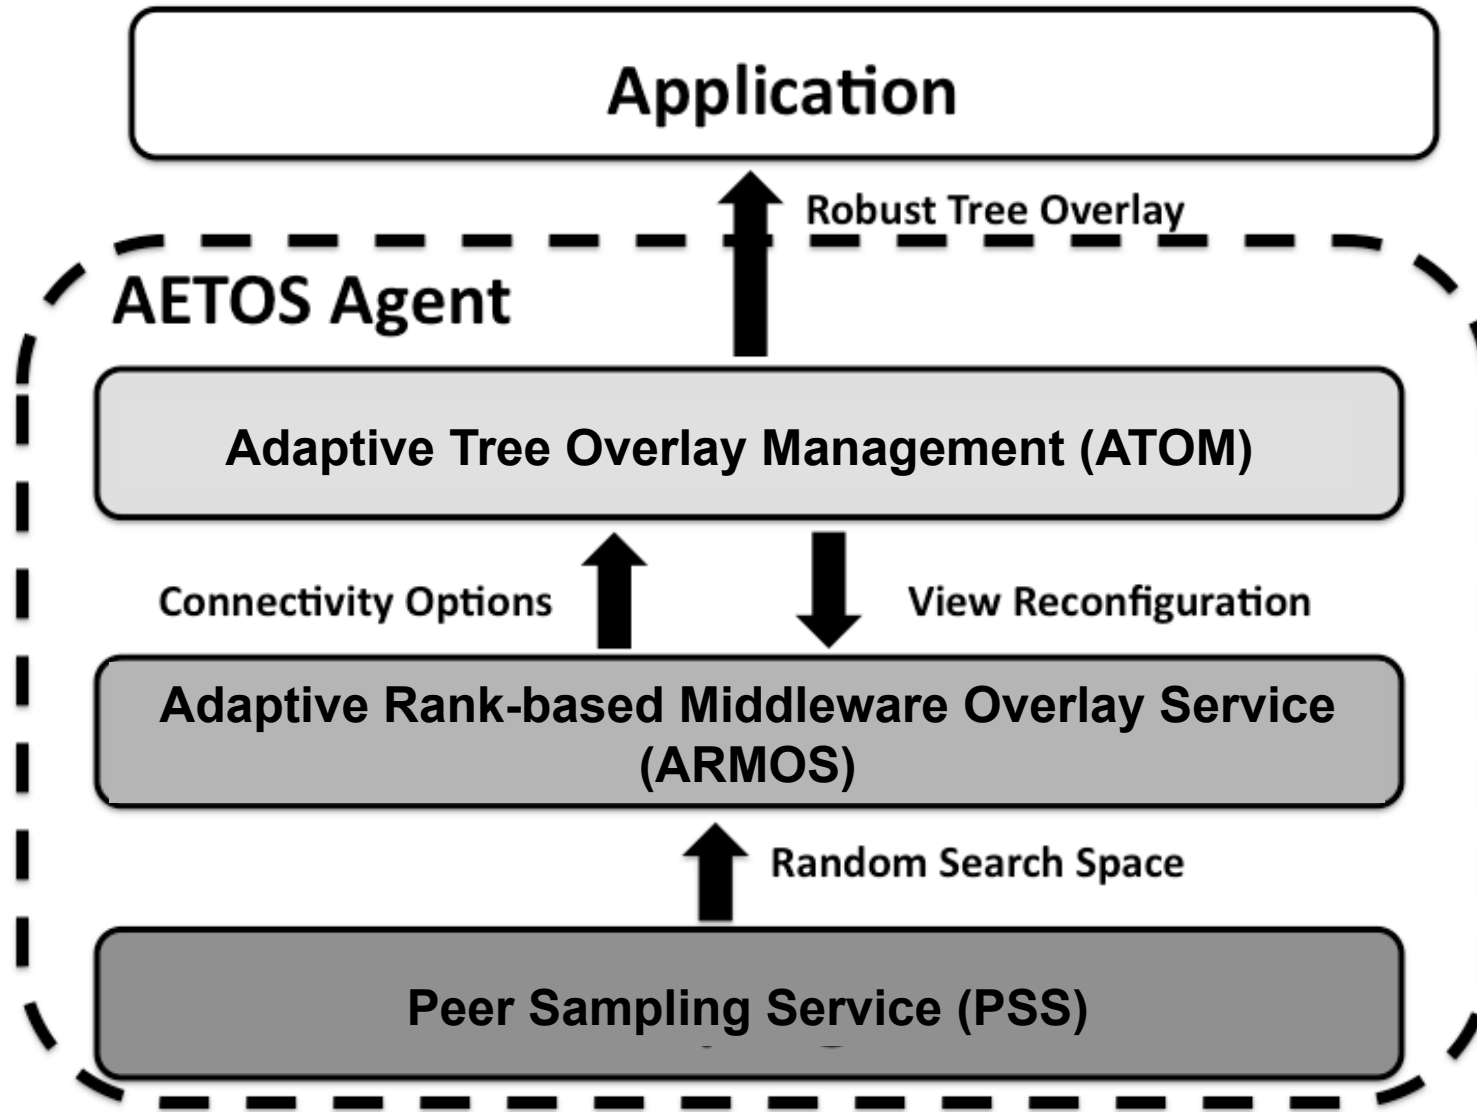 Application
Robust Tree Overlay
AETOS Agent
Adaptive Tree Overlay Management (ATOM)
Connectivity Options
View Reconfiguration
Adaptive Rank-based Middleware Overlay Service
(ARMOS)
Random Search Space
Peer Sampling Service (PSS)